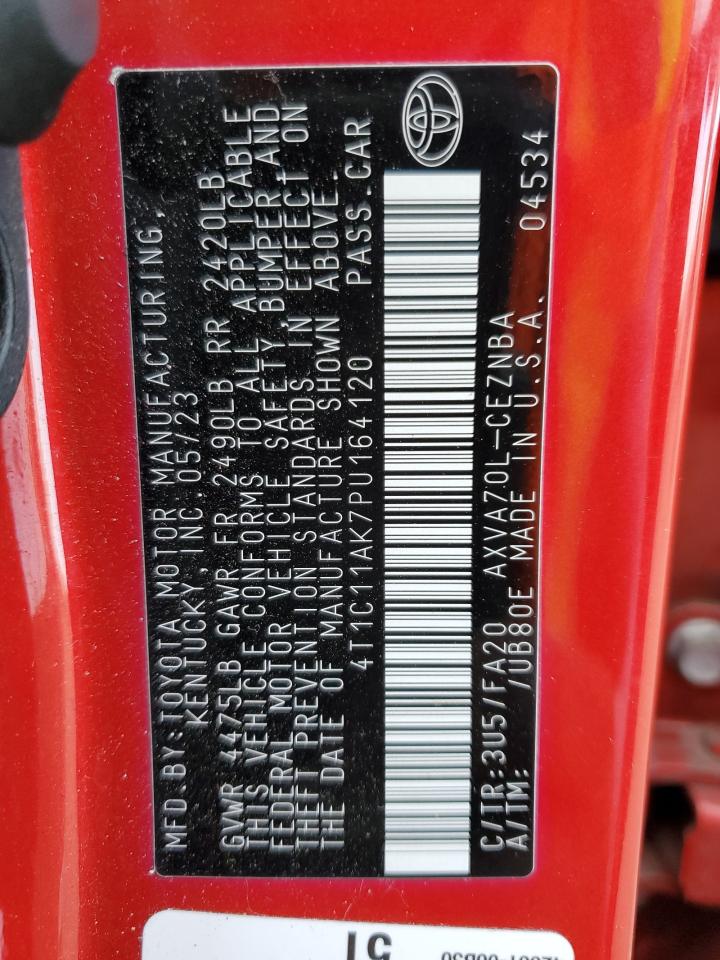 MFD.BY:TOYOTA MOTOR MANUFACTURING,
KENTUCKY, INC.05/23
GVWR 4475LB GAWR FR 2490LB RR 2420LB
THIS VEHICLE CONFORMS TO ALL APPLICABLE
FEDERAL MOTOR VEHICLE SAFETY, BUMPER, AND
THEFT PREVENTION STANDARDS IN EFFECT ON
THE DATE OF MANUFACTURE SHOWN ABOVE.
4T1C11AK7PU164120 PASS.CAR
C/TR:3U5/FA20 AXVA70L-CEZNBA
A/TM: /UB80E MADE IN U.S.A. 04534
51